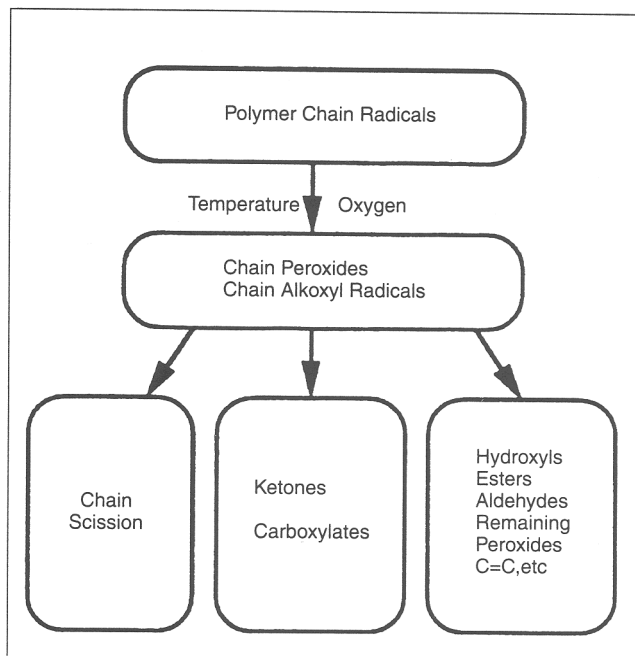 Polymer Chain Radicals
Temperature Oxygen
Chain Peroxides
Chain Alkoxyl Radicals
Chain
Scission
Ketones
Carboxylates
Hydroxyls
Esters
Aldehydes
Remaining
Peroxides
C=C,etc